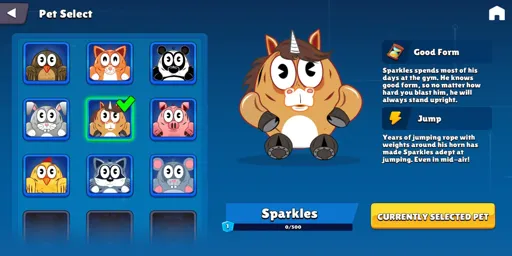 Pet Select
Good Form
Sparkles spends most of his
days at the gym. He knows
good form, so no matter how
hard you blast him, he will
always stand upright.
Jump
Years of jumping rope with
weights around his horn has
made Sparkles adept at
jumping. Even in mid-air!
Sparkles
1
0/300
CURRENTLY SELECTED PET